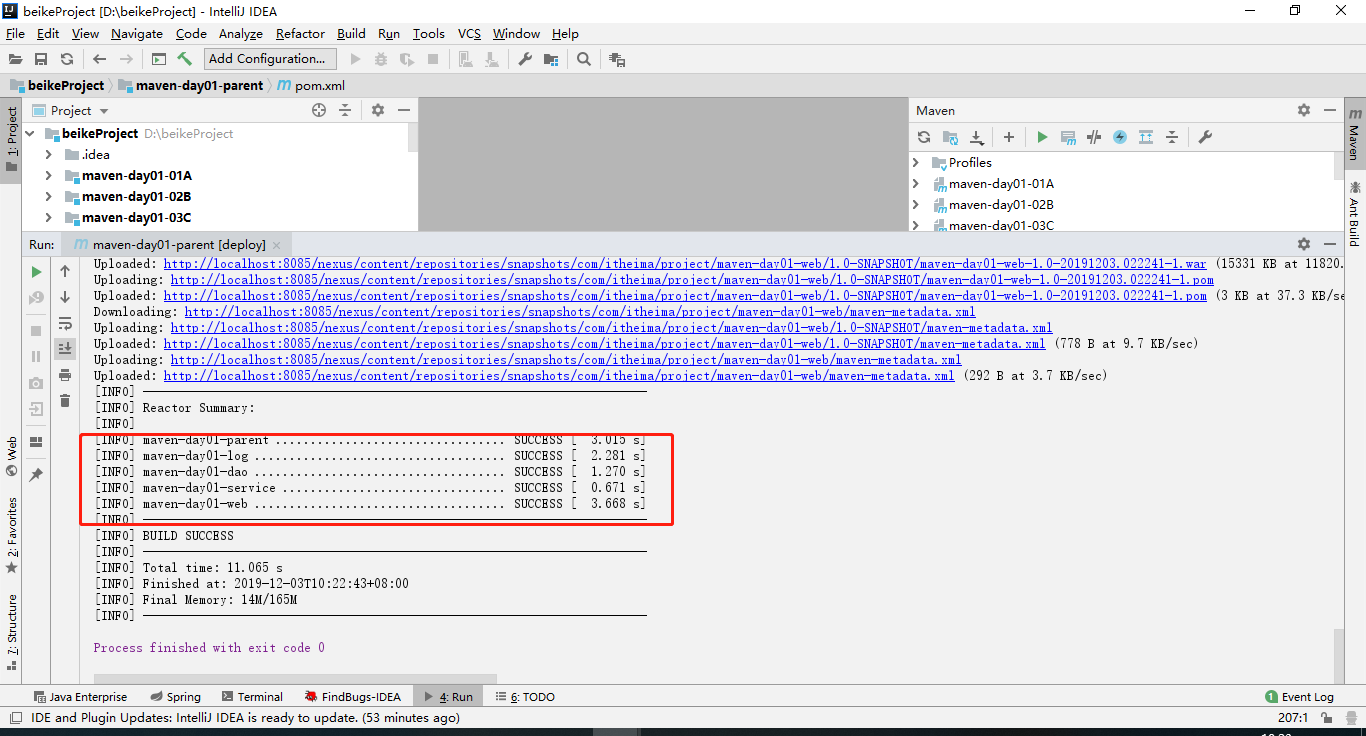 beikeProject [D:\beikeProject] - IntelliJ IDEA
File Edit View Navigate Code Analyze Refactor Build Run Tools VCS Window Help
Add Configuration...
beikeProject maven-day01-parent pom.xml
1: Project
Project
beikeProject D:\beikeProject
.idea
maven-day01-01A
maven-day01-02B
maven-day01-03C
Maven
Profiles
maven-day01-01A
maven-day01-02B
maven-day01-03C
Maven
Ant Build
Run: maven-day01-parent [deploy]
Uploaded: http://localhost:8085/nexus/content/repositories/snapshots/com/itheima/project/maven-day01-web/1.0-SNAPSHOT/maven-day01-web-1.0-20191203.022241-1.war (15331 KB at 11820.
Uploading: http://localhost:8085/nexus/content/repositories/snapshots/com/itheima/project/maven-day01-web/1.0-SNAPSHOT/maven-day01-web-1.0-20191203.022241-1.pom
Uploaded: http://localhost:8085/nexus/content/repositories/snapshots/com/itheima/project/maven-day01-web/1.0-SNAPSHOT/maven-day01-web-1.0-20191203.022241-1.pom (3 KB at 37.3 KB/se
Downloading: http://localhost:8085/nexus/content/repositories/snapshots/com/itheima/project/maven-day01-web/maven-metadata.xml
Uploading: http://localhost:8085/nexus/content/repositories/snapshots/com/itheima/project/maven-day01-web/1.0-SNAPSHOT/maven-metadata.xml
Uploaded: http://localhost:8085/nexus/content/repositories/snapshots/com/itheima/project/maven-day01-web/1.0-SNAPSHOT/maven-metadata.xml (778 B at 9.7 KB/sec)
Uploading: http://localhost:8085/nexus/content/repositories/snapshots/com/itheima/project/maven-day01-web/maven-metadata.xml
Uploaded: http://localhost:8085/nexus/content/repositories/snapshots/com/itheima/project/maven-day01-web/maven-metadata.xml (292 B at 3.7 KB/sec)
[INFO] ------------------------------------------------------------------------
[INFO] Reactor Summary:
[INFO]
[INFO] maven-day01-parent ................................. SUCCESS [  3.015 s]
[INFO] maven-day01-log .................................... SUCCESS [  2.281 s]
[INFO] maven-day01-dao .................................... SUCCESS [  1.270 s]
[INFO] maven-day01-service ................................ SUCCESS [  0.671 s]
[INFO] maven-day01-web .................................... SUCCESS [  3.668 s]
[INFO] ------------------------------------------------------------------------
[INFO] BUILD SUCCESS
[INFO] ------------------------------------------------------------------------
[INFO] Total time: 11.065 s
[INFO] Finished at: 2019-12-03T10:22:43+08:00
[INFO] Final Memory: 14M/165M
[INFO] ------------------------------------------------------------------------
Process finished with exit code 0
Web
2: Favorites
7: Structure
Java Enterprise Spring Terminal FindBugs-IDEA 4: Run 6: TODO 1 Event Log
IDE and Plugin Updates: IntelliJ IDEA is ready to update. (53 minutes ago) 207:1